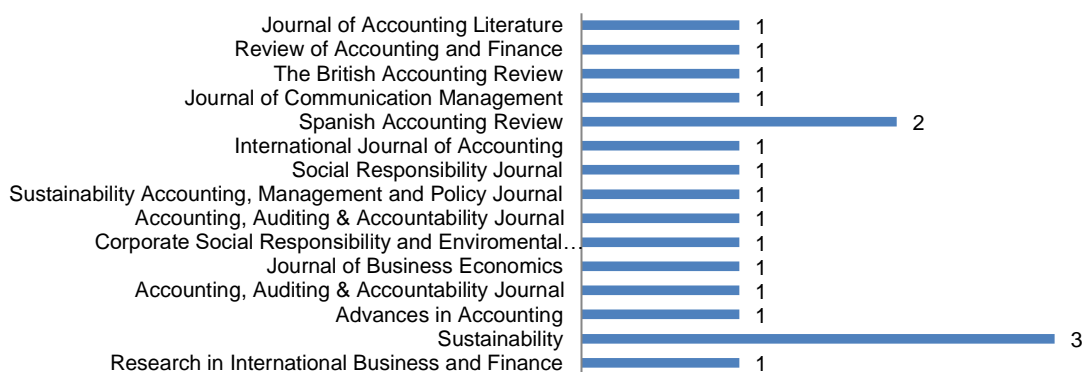 Journal of Accounting Literature 1
Review of Accounting and Finance 1
The British Accounting Review 1
Journal of Communication Management 1
Spanish Accounting Review 2
International Journal of Accounting 1
Social Responsibility Journal 1
Sustainability Accounting, Management and Policy Journal 1
Accounting, Auditing & Accountability Journal 1
Corporate Social Responsibility and Enviromental… 1
Journal of Business Economics 1
Accounting, Auditing & Accountability Journal 1
Advances in Accounting 1
Sustainability 3
Research in International Business and Finance 1